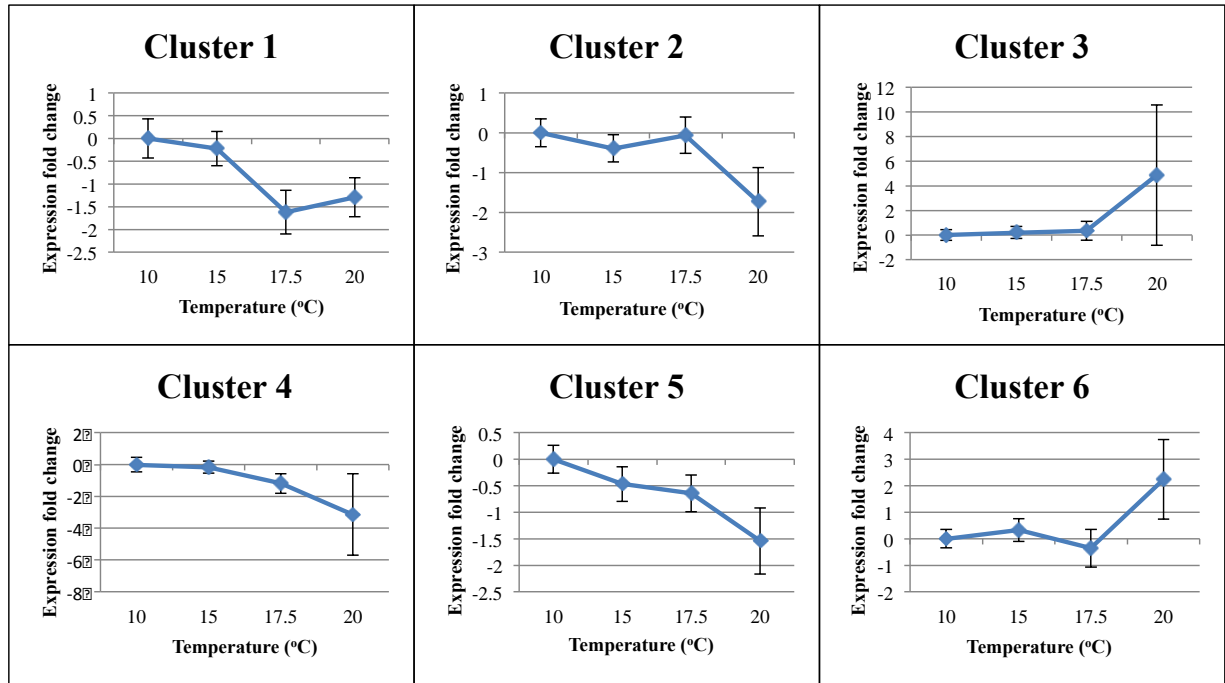 Cluster 1
Expression fold change
1
0.5
0
-0.5
-1
-1.5
-2
-2.5
10 15 17.5 20
Temperature (°C)
Cluster 2
Expression fold change
1
0
-1
-2
-3
10 15 17.5 20
Temperature (°C)
Cluster 3
Expression fold change
12
10
8
6
4
2
0
-2
10 15 17.5 20
Temperature (°C)
Cluster 4
Expression fold change
2
0
-2
-4
-6
-8
10 15 17.5 20
Temperature (°C)
Cluster 5
Expression fold change
0.5
0
-0.5
-1
-1.5
-2
-2.5
10 15 17.5 20
Temperature (°C)
Cluster 6
Expression fold change
4
3
2
1
0
-1
-2
10 15 17.5 20
Temperature (°C)